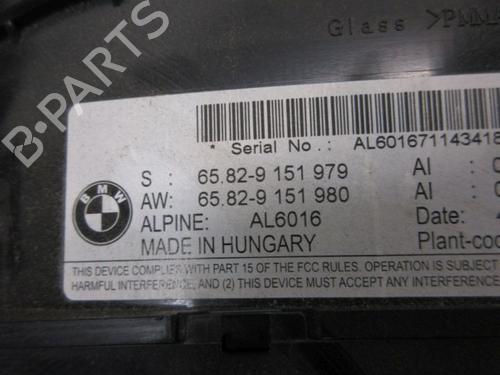 Glass >PMM
* Serial No.: AL601671143418
BMW
S : 65.82-9 151 979 AI :
AW: 65.82-9 151 980 AI :
ALPINE: AL6016 Date:
MADE IN HUNGARY Plant-cod
THIS DEVICE COMPLIES WITH PART 15 OF THE FCC RULES. OPERATION IS SUBJECT
HARMFUL INTERFERENCE, AND (2) THIS DEVICE MUST ACCEPT ANY INTERFERENCE
B-PARTS